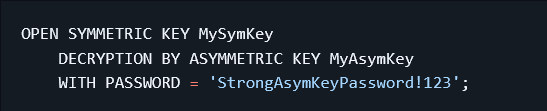 OPEN SYMMETRIC KEY MySymKey
    DECRYPTION BY ASYMMETRIC KEY MyAsymKey
    WITH PASSWORD = 'StrongAsymKeyPassword!123';